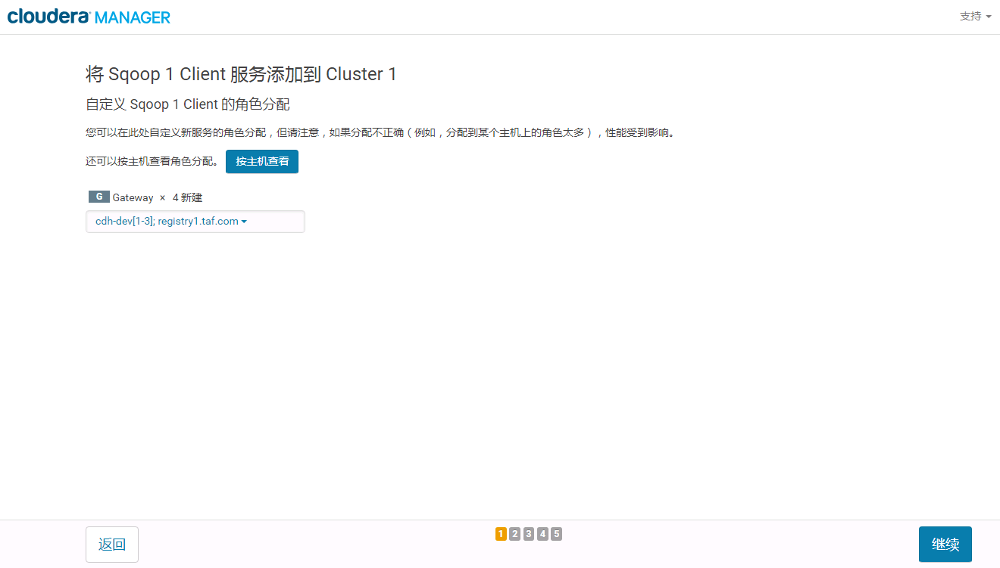 cloudera MANAGER
支持
将 Sqoop 1 Client 服务添加到 Cluster 1
自定义 Sqoop 1 Client 的角色分配
您可以在此处自定义新服务的角色分配，但请注意，如果分配不正确（例如，分配到某个主机上的角色太多），性能受到影响。
还可以按主机查看角色分配。 按主机查看
G Gateway × 4 新建
cdh-dev[1-3]; registry1.taf.com
返回
1 2 3 4 5
继续